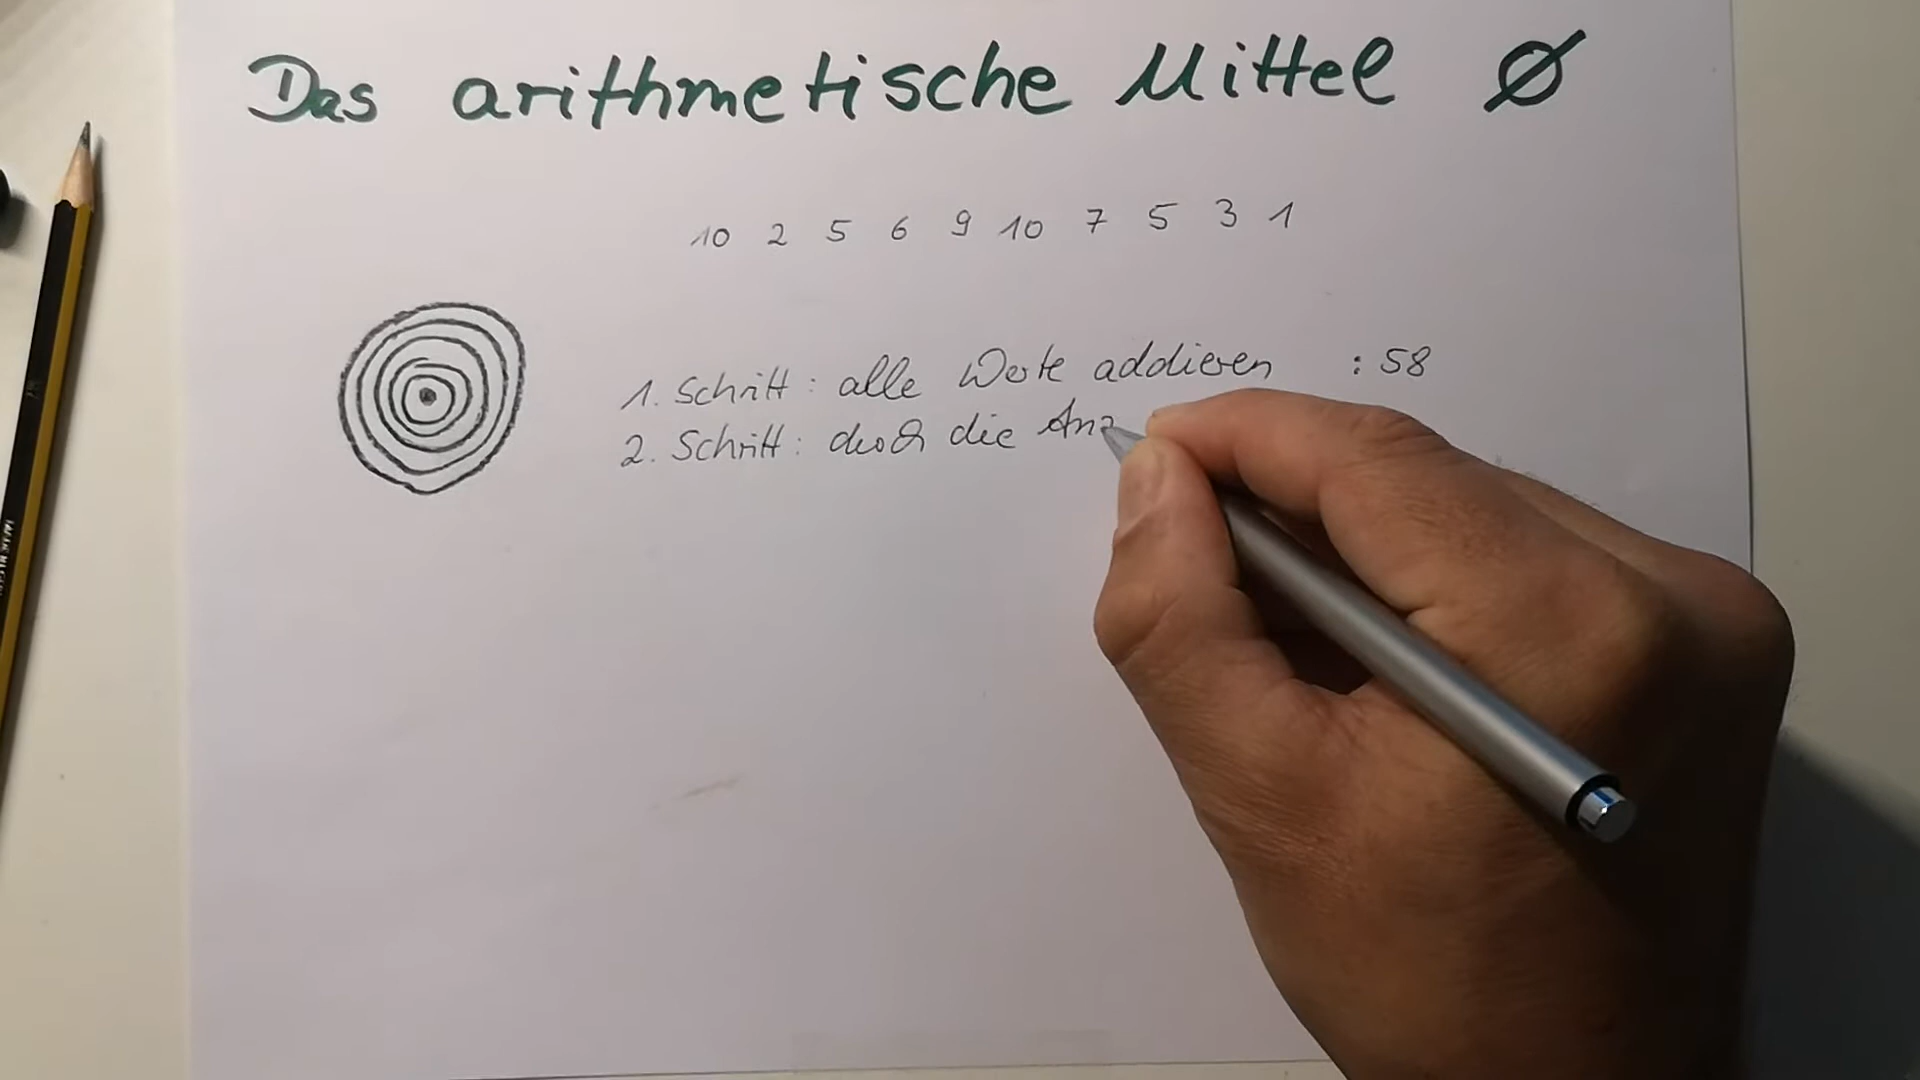 Das arithmetische Mittel Ø
10 2 5 6 9 10 7 5 3 1
1. Schritt: alle Werte addieren : 58
2. Schritt: durch die Anz